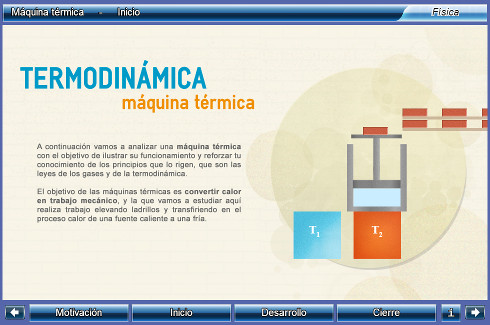 Máquina térmica - Inicio
Física
TERMODINÁMICA
máquina térmica
A continuación vamos a analizar una máquina térmica
con el objetivo de ilustrar su funcionamiento y reforzar tu
conocimiento de los principios que lo rigen, que son las
leyes de los gases y de la termodinámica.
El objetivo de las máquinas térmicas es convertir calor
en trabajo mecánico, y la que vamos a estudiar aquí
realiza trabajo elevando ladrillos y transfiriendo en el
proceso calor de una fuente caliente a una fría.
T1
T2
Motivación
Inicio
Desarrollo
Cierre
i